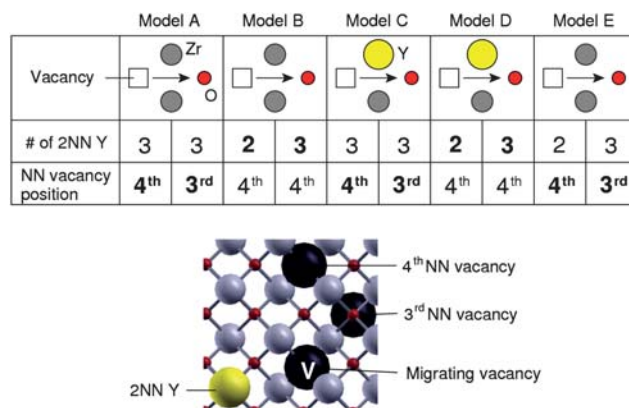 Model A Model B Model C Model D Model E
Vacancy Zr O Y
# of 2NN Y 3 3 2 3 3 3 2 3 2 3
NN vacancy position 4th 3rd 4th 4th 4th 3rd 4th 4th 4th 3rd
4th NN vacancy
3rd NN vacancy
V
Migrating vacancy
2NN Y